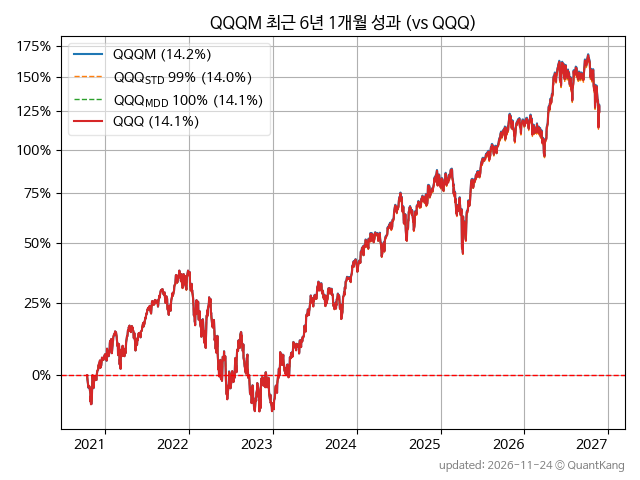 QQQM 최근 6년 1개월 성과 (vs QQQ)
175%
150%
125%
100%
75%
50%
25%
0%
QQQM (14.2%)
QQQSTD 99% (14.0%)
QQQMDD 100% (14.1%)
QQQ (14.1%)
2021 2022 2023 2024 2025 2026 2027
updated: 2026-11-24 © QuantKang